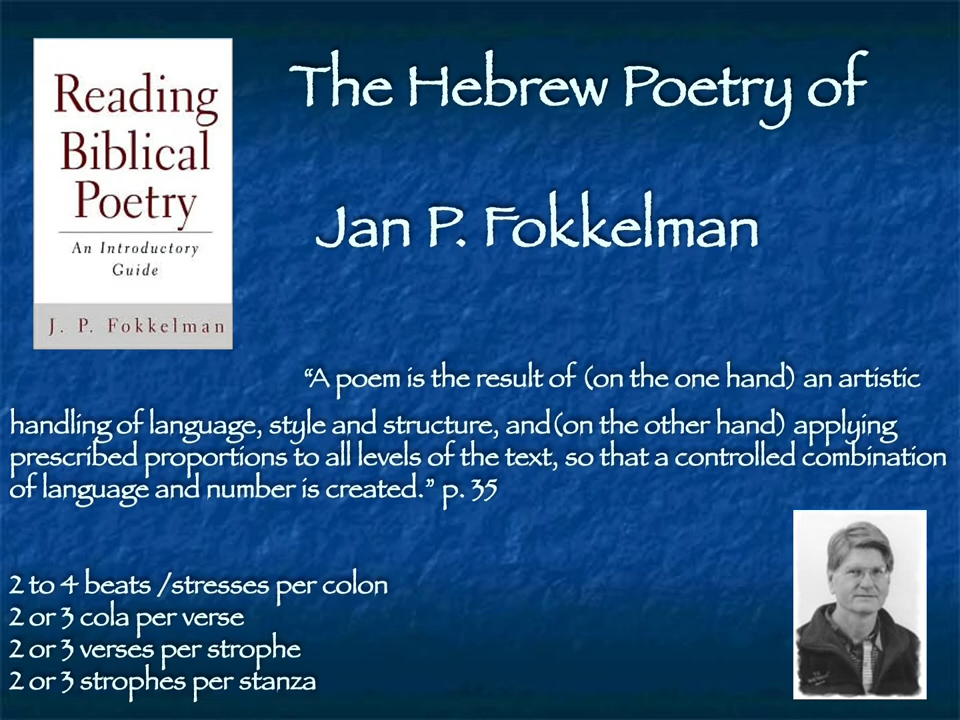 Reading
Biblical
Poetry
An Introductory
Guide
J. P. Fokkelman
The Hebrew Poetry of
Jan P. Fokkelman
“A poem is the result of (on the one hand) an artistic
handling of language, style and structure, and(on the other hand) applying
prescribed proportions to all levels of the text, so that a controlled combination
of language and number is created.” p. 35
2 to 4 beats /stresses per colon
2 or 3 cola per verse
2 or 3 verses per strophe
2 or 3 strophes per stanza